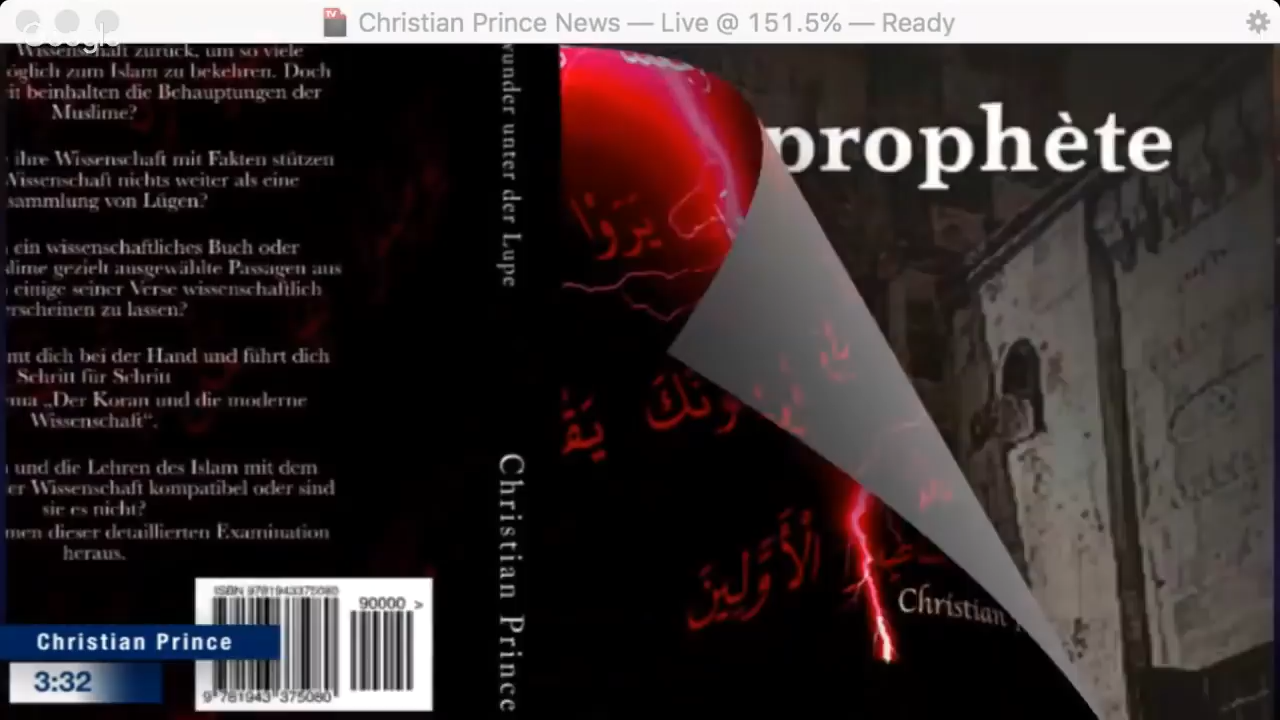 Christian Prince News — Live @ 151.5% — Ready
Google
Wissenschaft zurück, um so viele
öglich zum Islam zu bekehren. Doch
it beinhalten die Behauptungen der
Muslime?
ihre Wissenschaft mit Fakten stützen
Wissenschaft nichts weiter als eine
sammlung von Lügen?
ein wissenschaftliches Buch oder
lime gezielt ausgewählte Passagen aus
einige seiner Verse wissenschaftlich
rscheinen zu lassen?
mt dich bei der Hand und führt dich
Schritt für Schritt
ma „Der Koran und die moderne
Wissenschaft“.
und die Lehren des Islam mit dem
er Wissenschaft kompatibel oder sind
sie es nicht?
men dieser detaillierten Examination
heraus.
ISBN 9781943375080
90000 >
9 781943 375080
Christian Prince
3:32
wunder unter der Lupe
Christian Prince
prophète
يَرَوْا
الْأَوَّلِينَ
Christian